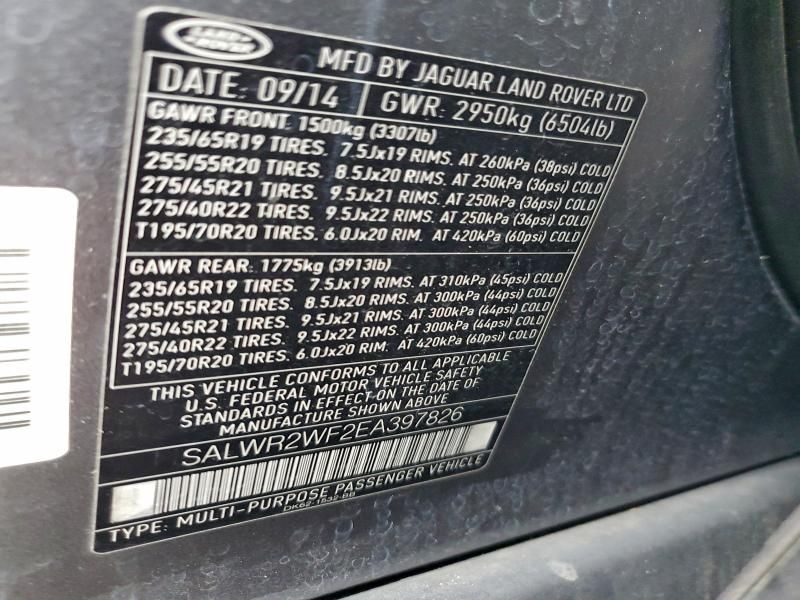 LAND ROVER
MFD BY JAGUAR LAND ROVER LTD
DATE: 09/14 GWR: 2950kg (6504lb)
GAWR FRONT: 1500kg (3307lb)
235/65R19 TIRES. 7.5Jx19 RIMS. AT 260kPa (38psi) COLD
255/55R20 TIRES. 8.5Jx20 RIMS. AT 250kPa (36psi) COLD
275/45R21 TIRES. 9.5Jx21 RIMS. AT 250kPa (36psi) COLD
275/40R22 TIRES. 9.5Jx22 RIMS. AT 250kPa (36psi) COLD
T195/70R20 TIRES. 6.0Jx20 RIM. AT 420kPa (60psi) COLD
GAWR REAR: 1775kg (3913lb)
235/65R19 TIRES. 7.5Jx19 RIMS. AT 310kPa (45psi) COLD
255/55R20 TIRES. 8.5Jx20 RIMS. AT 300kPa (44psi) COLD
275/45R21 TIRES. 9.5Jx21 RIMS. AT 300kPa (44psi) COLD
275/40R22 TIRES. 9.5Jx22 RIMS. AT 300kPa (44psi) COLD
T195/70R20 TIRES. 6.0Jx20 RIM. AT 420kPa (60psi) COLD
THIS VEHICLE CONFORMS TO ALL APPLICABLE
U.S. FEDERAL MOTOR VEHICLE SAFETY
STANDARDS IN EFFECT ON THE DATE OF
MANUFACTURE SHOWN ABOVE
SALWR2WF2EA397826
TYPE: MULTI-PURPOSE PASSENGER VEHICLE
DK62-1532-BB